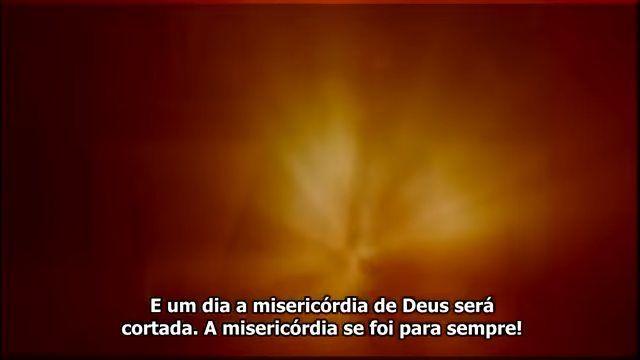 E um dia a misericórdia de Deus será
cortada. A misericórdia se foi para sempre!